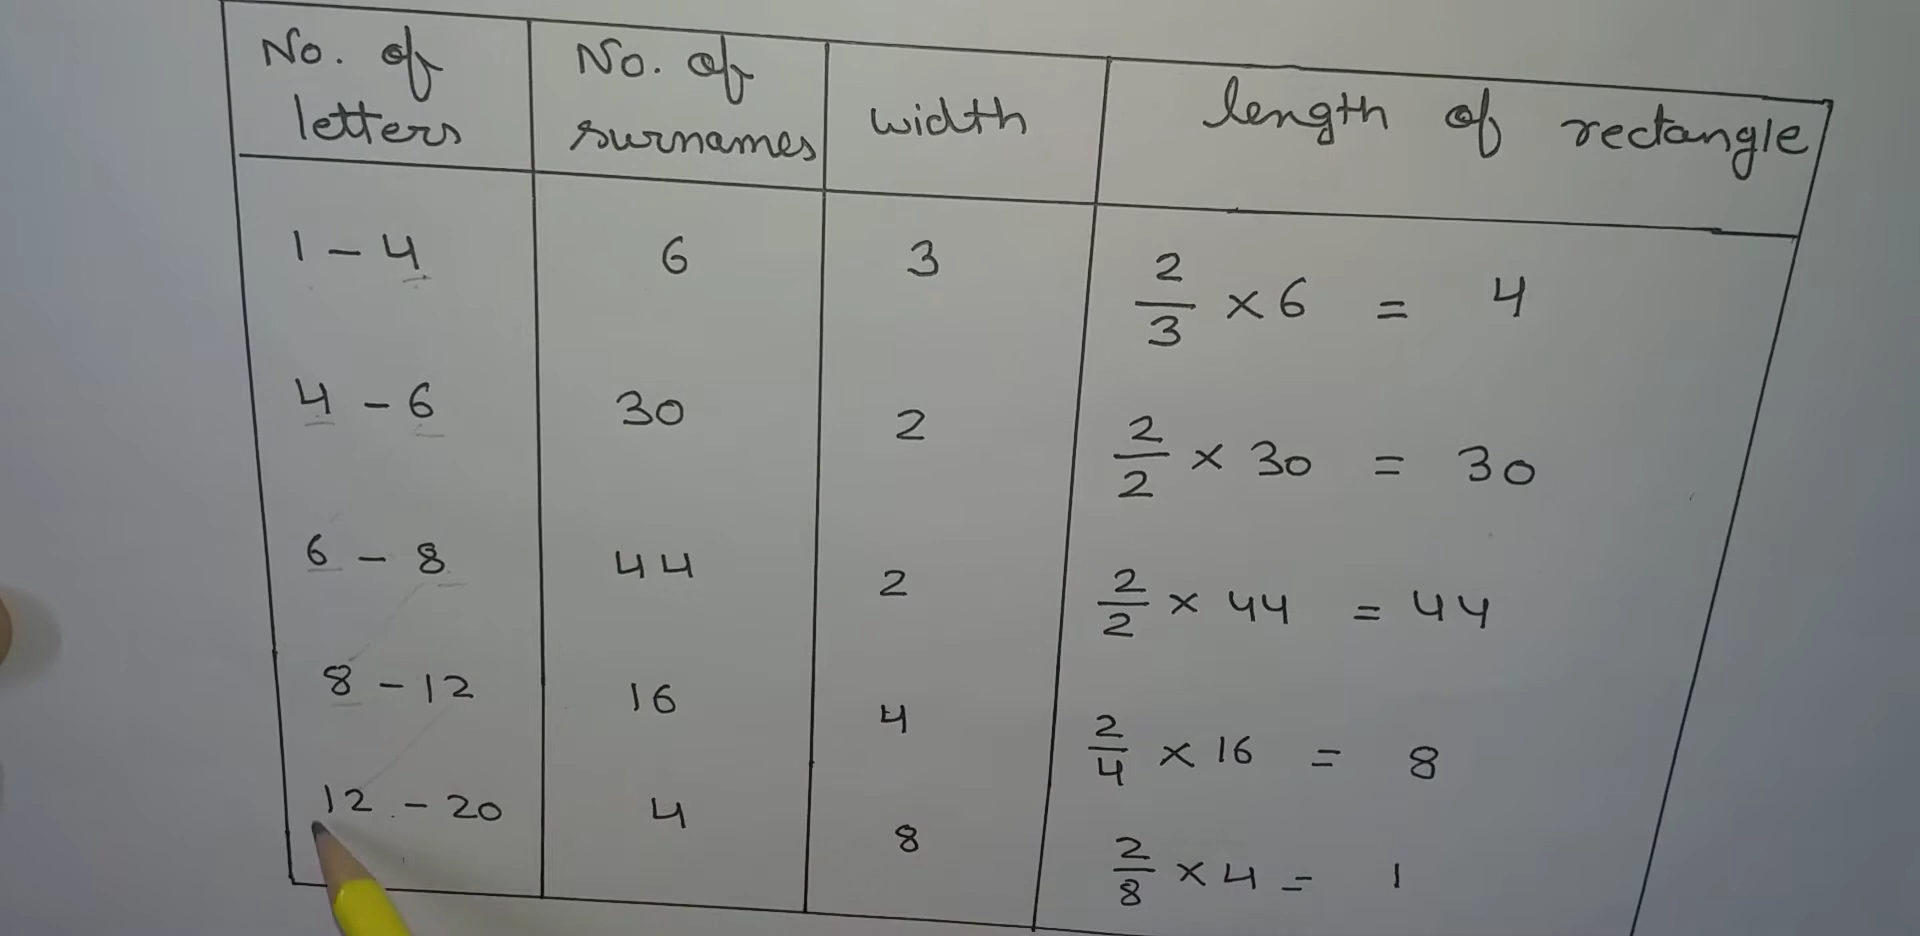 No. of letters | No. of surnames | width | length of rectangle
1 - 4 | 6 | 3 | 2/3 × 6 = 4
4 - 6 | 30 | 2 | 2/2 × 30 = 30
6 - 8 | 44 | 2 | 2/2 × 44 = 44
8 - 12 | 16 | 4 | 2/4 × 16 = 8
12 - 20 | 4 | 8 | 2/8 × 4 = 1